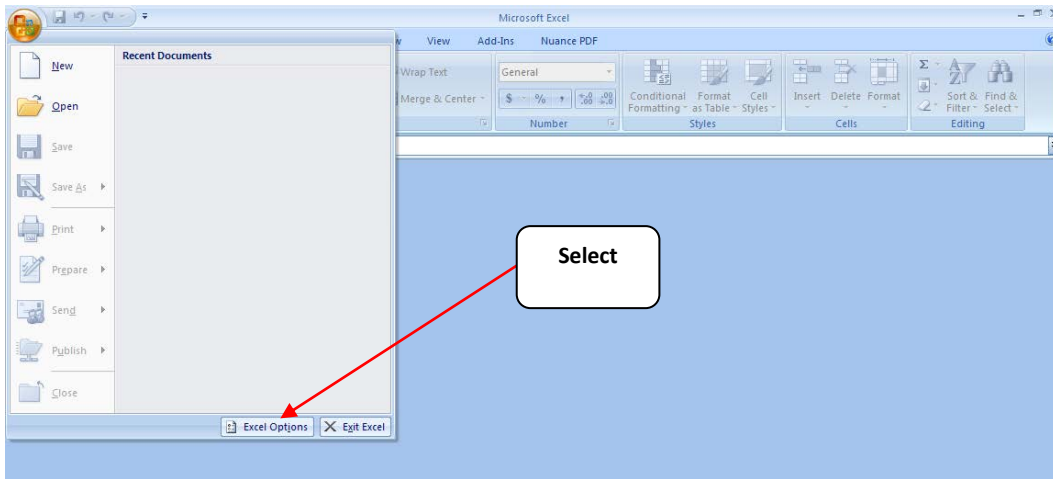 Microsoft Excel
View Add-Ins Nuance PDF
Recent Documents
New
Open
Save
Save As
Print
Prepare
Send
Publish
Close
Excel Options Exit Excel
Wrap Text
Merge & Center
General
$ % ,
Number
Conditional Formatting
Format as Table
Cell Styles
Styles
Insert Delete Format
Cells
Σ
Sort & Filter
Find & Select
Editing
Select